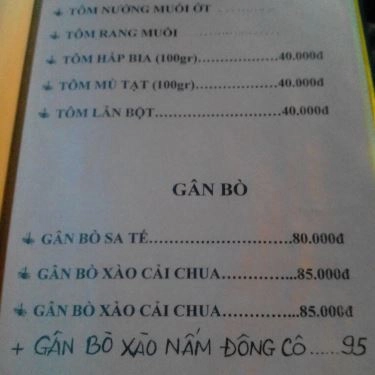 TÔM NƯỚNG MUỐI ỚT
TÔM RANG MUỐI
TÔM HẤP BIA (100gr)....................40.000đ
TÔM MÙ TẠT (100gr)....................40.000đ
TÔM LĂN BỘT............................40.000đ
GÂN BÒ
GÂN BÒ SA TẾ..............................80.000đ
GÂN BÒ XÀO CẢI CHUA................85.000đ
GÂN BÒ XÀO CẢI CHUA................85.000đ
+ GÂN BÒ XÀO NẤM ĐÔNG CÔ......95